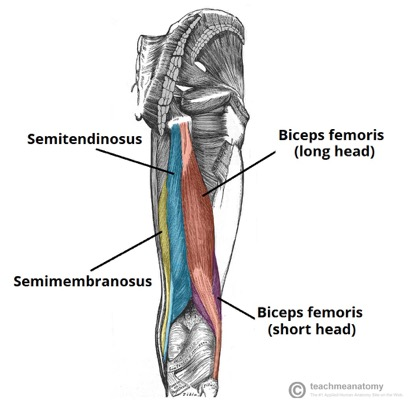 Semitendinosus
Biceps femoris
(long head)
Semimembranosus
Biceps femoris
(short head)
© teachmeanatomy